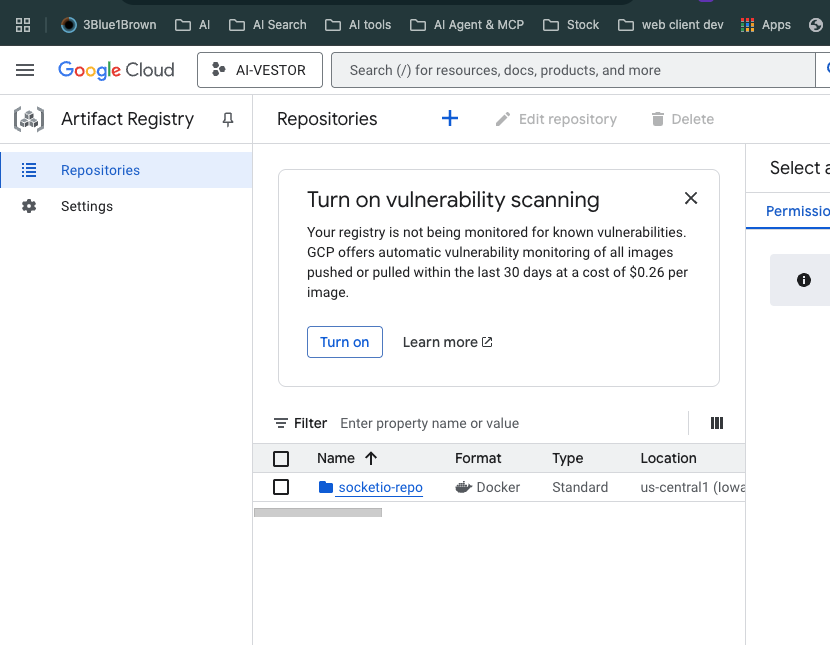 3Blue1Brown AI AI Search AI tools AI Agent & MCP Stock web client dev Apps
Google Cloud AI-VESTOR Search (/) for resources, docs, products, and more
Artifact Registry Repositories Edit repository Delete
Repositories
Settings
Turn on vulnerability scanning
Your registry is not being monitored for known vulnerabilities.
GCP offers automatic vulnerability monitoring of all images
pushed or pulled within the last 30 days at a cost of $0.26 per
image.
Turn on Learn more
Filter Enter property name or value
Name Format Type Location
socketio-repo Docker Standard us-central1 (Iowa
Select a
Permissio